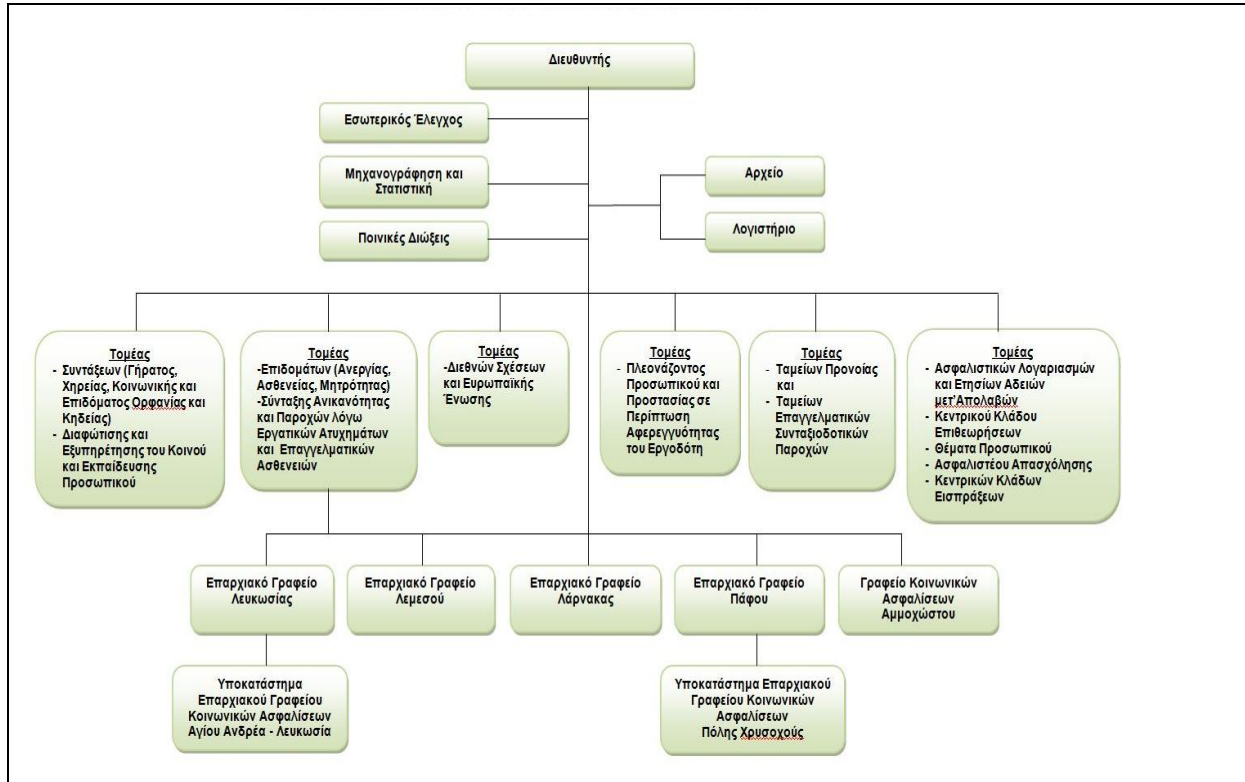 Διευθυντής
Εσωτερικός Έλεγχος
Μηχανογράφηση και
Στατιστική
Ποινικές Διώξεις
Αρχείο
Λογιστήριο
Τομέας
- Συντάξεων (Γήρατος,
Χηρείας, Κοινωνικής και
Επιδόματος Ορφανίας και
Κηδείας)
- Διαφώτισης και
Εξυπηρέτησης του Κοινού
και Εκπαίδευσης
Προσωπικού
Τομέας
-Επιδομάτων (Ανεργίας,
Ασθενείας, Μητρότητας)
-Σύνταξης Ανικανότητας
και Παροχών λόγω
Εργατικών Ατυχημάτων
και Επαγγελματικών
Ασθενειών
Τομέας
-Διεθνών Σχέσεων
και Ευρωπαϊκής
Ένωσης
Τομέας
- Πλεονάζοντος
Προσωπικού και
Προστασίας σε
Περίπτωση
Αφερεγγυότητας
του Εργοδότη
Τομέας
- Ταμείων Προνοίας
και
- Ταμείων
Επαγγελματικών
Συνταξιοδοτικών
Παροχών
Τομέας
- Ασφαλιστικών Λογαριασμών
και Ετησίων Αδειών
μετ'Απολαβών
- Κεντρικού Κλάδου
Επιθεωρήσεων
- Θέματα Προσωπικού
- Ασφαλιστέου Απασχόλησης
- Κεντρικών Κλάδων
Εισπράξεων
Επαρχιακό Γραφείο
Λευκωσίας
Επαρχιακό Γραφείο
Λεμεσού
Επαρχιακό Γραφείο
Λάρνακας
Επαρχιακό Γραφείο
Πάφου
Γραφείο Κοινωνικών
Ασφαλίσεων
Αμμοχώστου
Υποκατάστημα
Επαρχιακού Γραφείου
Κοινωνικών Ασφαλίσεων
Αγίου Ανδρέα - Λευκωσία
Υποκατάστημα Επαρχιακού
Γραφείου Κοινωνικών
Ασφαλίσεων
Πόλης Χρυσοχούς